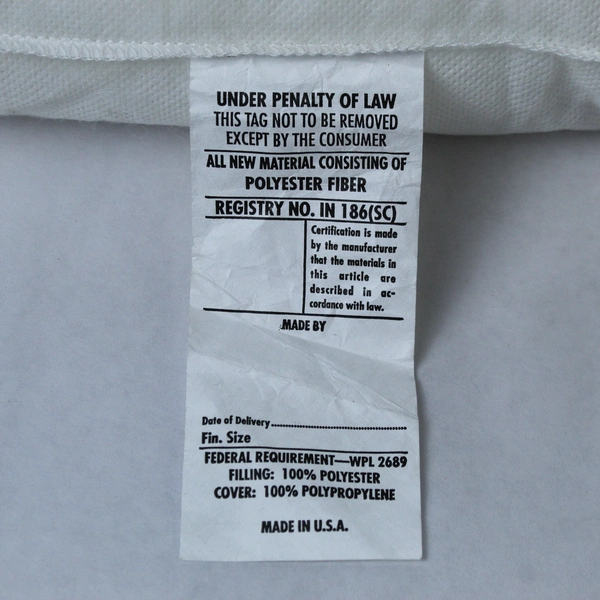 UNDER PENALTY OF LAW
THIS TAG NOT TO BE REMOVED
EXCEPT BY THE CONSUMER
ALL NEW MATERIAL CONSISTING OF
POLYESTER FIBER
REGISTRY NO. IN 186(SC)
Certification is made
by the manufacturer
that the materials in
this article are
described in ac-
cordance with law.
MADE BY
Date of Delivery
Fin. Size
FEDERAL REQUIREMENT—WPL 2689
FILLING: 100% POLYESTER
COVER: 100% POLYPROPYLENE
MADE IN U.S.A.